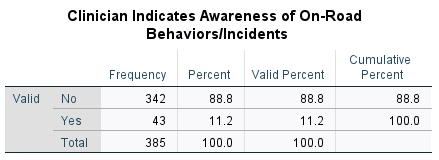 Clinician Indicates Awareness of On-Road
Behaviors/Incidents
Frequency Percent Valid Percent Cumulative Percent
Valid No 342 88.8 88.8 88.8
Yes 43 11.2 11.2 100.0
Total 385 100.0 100.0